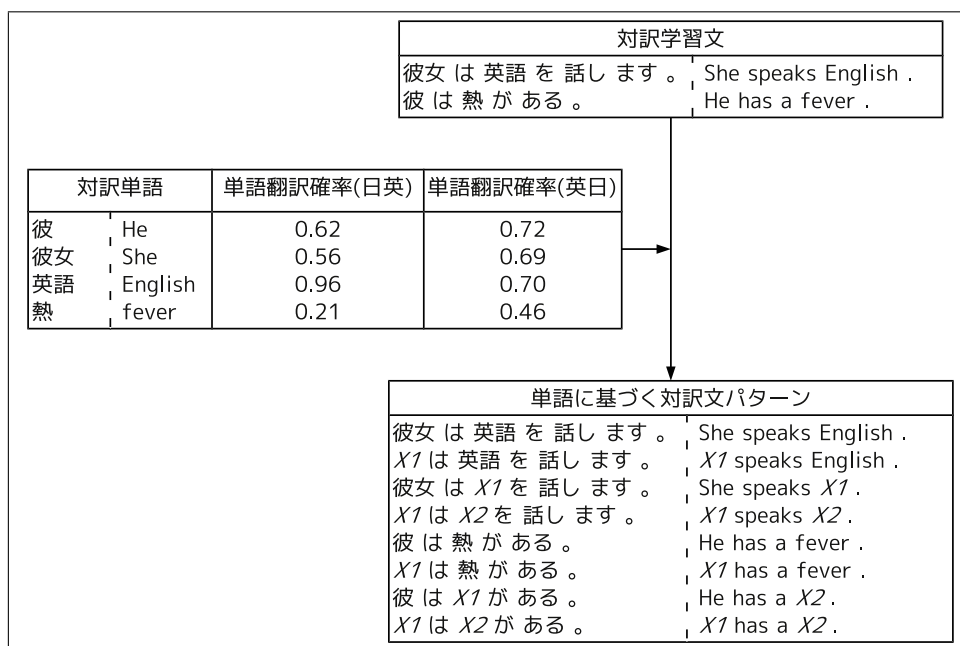 対訳学習文
彼女 は 英語 を 話し ます 。 She speaks English .
彼 は 熱 が ある 。 He has a fever .
対訳単語 単語翻訳確率(日英) 単語翻訳確率(英日)
彼 He 0.62 0.72
彼女 She 0.56 0.69
英語 English 0.96 0.70
熱 fever 0.21 0.46
単語に基づく対訳文パターン
彼女 は 英語 を 話し ます 。 She speaks English .
X1 は 英語 を 話し ます 。 X1 speaks English .
彼女 は X1 を 話し ます 。 She speaks X1 .
X1 は X2 を 話し ます 。 X1 speaks X2 .
彼 は 熱 が ある 。 He has a fever .
X1 は 熱 が ある 。 X1 has a fever .
彼 は X1 が ある 。 He has a X2 .
X1 は X2 が ある 。 X1 has a X2 .